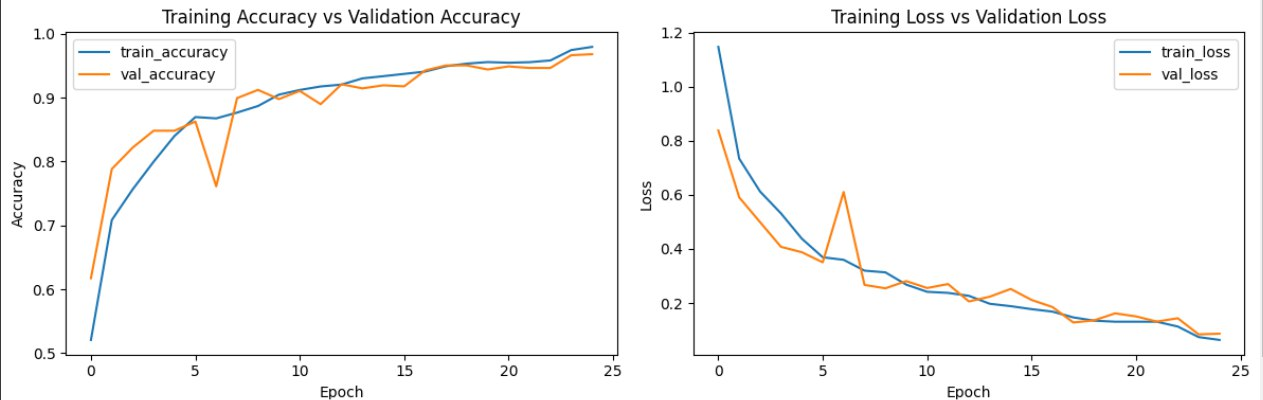 Training Accuracy vs Validation Accuracy
1.0
0.9
0.8
0.7
0.6
0.5
Accuracy
train_accuracy
val_accuracy
0 5 10 15 20 25
Epoch
Training Loss vs Validation Loss
1.2
1.0
0.8
0.6
0.4
0.2
Loss
train_loss
val_loss
0 5 10 15 20 25
Epoch